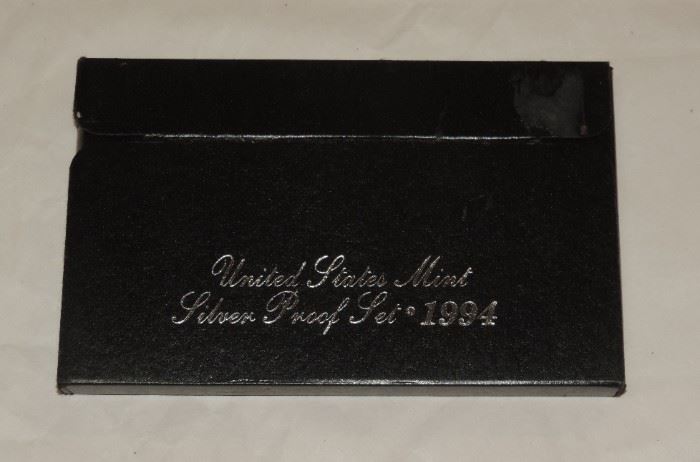 United States Mint
Silver Proof Set • 1994